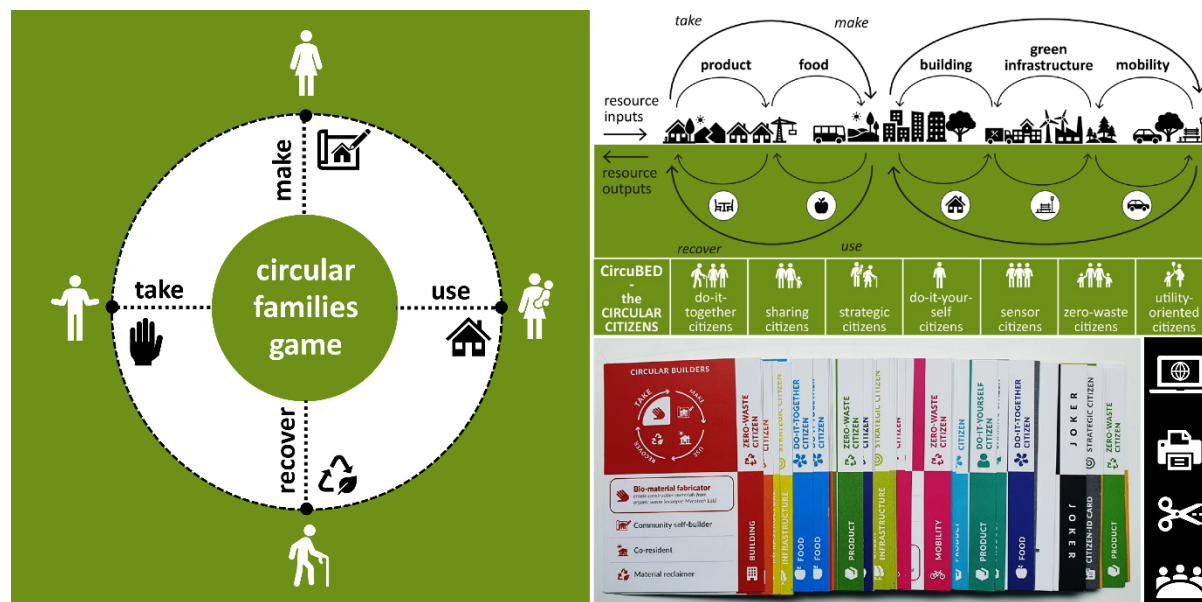 make
take
circular
families
game
use
recover
take
make
product
food
building
green
infrastructure
mobility
resource
inputs
resource
outputs
recover
use
CircuBED
-
the
CIRCULAR
CITIZENS
do-it-
together
citizens
sharing
citizens
strategic
citizens
do-it-your-
self
citizens
sensor
citizens
zero-waste
citizens
utility-
oriented
citizens
CIRCULAR BUILDERS
TAKE
MAKE
USE
RECOVER
Bio-material fabricator
Community self-builder
Co-resident
Material reclaimer
ZERO-WASTE
CITIZEN
BUILDING
STRATEGIC CITIZEN
INFRASTRUCTURE
DO-IT-TOGETHER
CITIZEN
FOOD
FOOD
ZERO-WASTE
CITIZEN
PRODUCT
STRATEGIC CITIZEN
INFRASTRUCTURE
ZERO-WASTE
CITIZEN
MOBILITY
CITIZEN
PRODUCT
DO-IT-YOURSELF
CITIZEN
PRODUCT
DO-IT-TOGETHER
CITIZEN
FOOD
JOKER
JOKER
STRATEGIC CITIZEN
CITIZEN-ID CARD
ZERO-WASTE
CITIZEN
PRODUCT